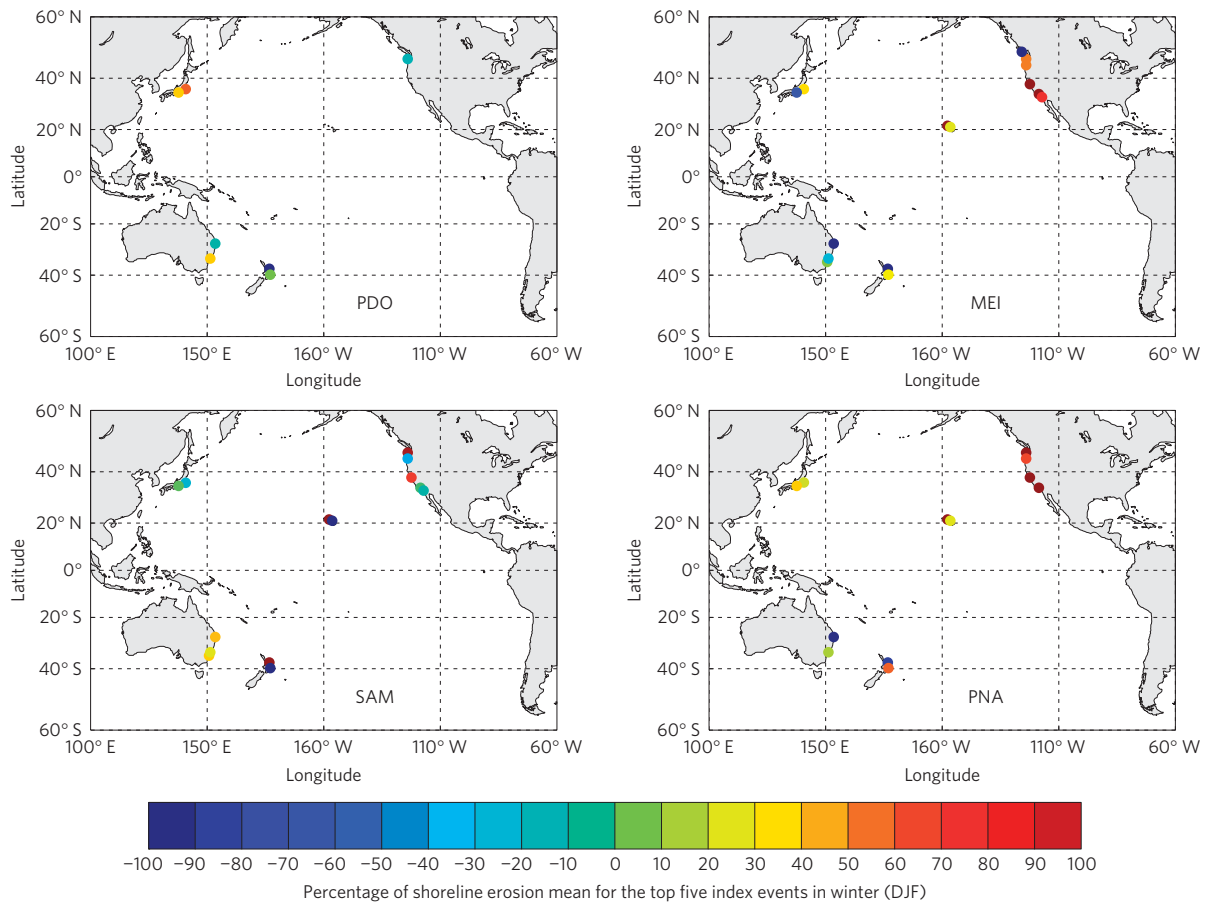 60° N
40° N
20° N
0°
20° S
40° S
60° S
Latitude
PDO
100° E
150° E
160° W
110° W
60° W
Longitude
60° N
40° N
20° N
0°
20° S
40° S
60° S
Latitude
MEI
100° E
150° E
160° W
110° W
60° W
Longitude
60° N
40° N
20° N
0°
20° S
40° S
60° S
Latitude
SAM
100° E
150° E
160° W
110° W
60° W
Longitude
60° N
40° N
20° N
0°
20° S
40° S
60° S
Latitude
PNA
100° E
150° E
160° W
110° W
60° W
Longitude
−100 −90 −80 −70 −60 −50 −40 −30 −20 −10 0 10 20 30 40 50 60 70 80 90 100
Percentage of shoreline erosion mean for the top five index events in winter (DJF)